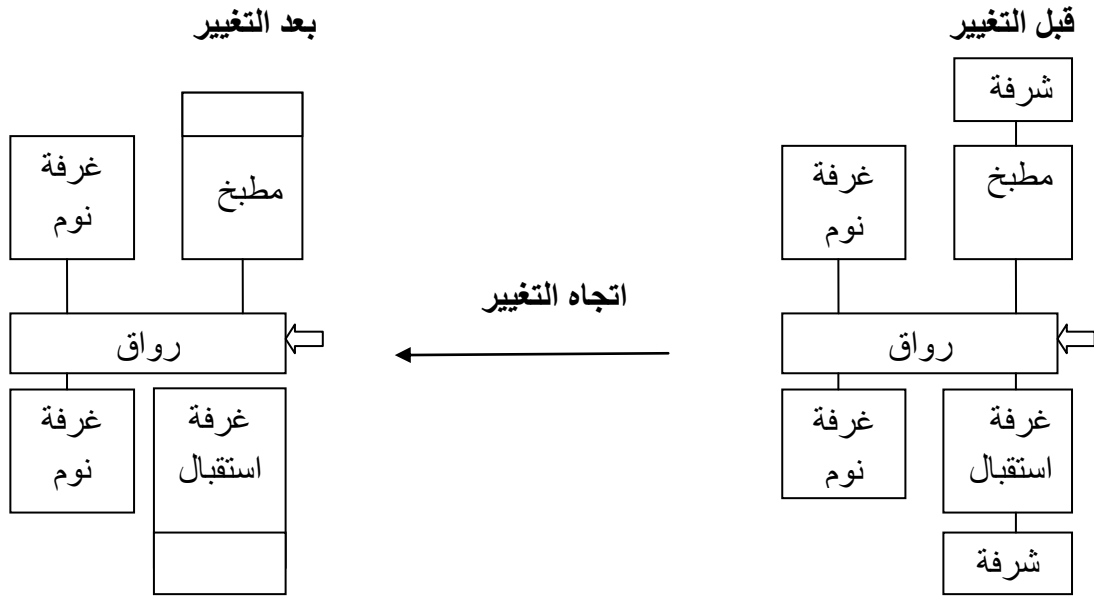 قبل التغيير
شرفة
مطبخ
غرفة
نوم
رواق
غرفة
استقبال
غرفة
نوم
شرفة
اتجاه التغيير
بعد التغيير
مطبخ
غرفة
نوم
رواق
غرفة
استقبال
غرفة
نوم